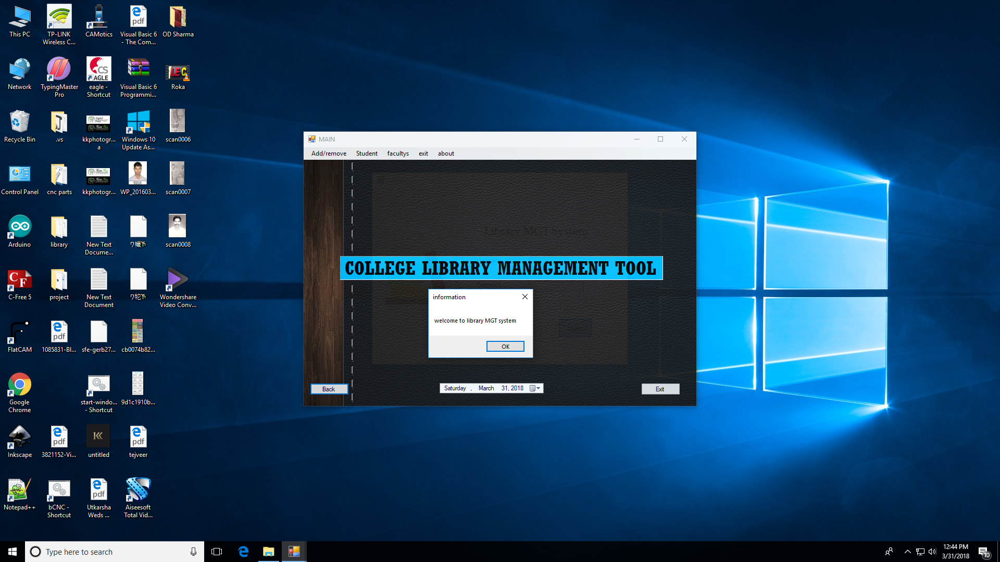 This PC
TP-LINK
Wireless C...
CAMotics
Visual Basic 6
- The Com...
OD Sharma
Network
TypingMaster
Pro
eagle -
Shortcut
Visual Basic 6
Programmi...
Roka
Recycle Bin
.vs
kkphotogr...
a
Windows 10
Update As...
scan0006
Control Panel
cnc parts
kkphotogr...
WP_201603...
scan0007
Arduino
library
New Text
Docume...
scan0008
C-Free 5
project
New Text
Document
Wondershare
Video Conv...
FlatCAM
1085831-Bl...
sfe-gerb27...
cb0074b82...
Google
Chrome
start-windo...
- Shortcut
9d1c1910b...
Inkscape
3821152-Vi...
untitled
tejveer
Notepad++
bCNC -
Shortcut
Utkarsha
Weds ...
Aiseesoft
Total Vid...
MAIN
Add/remove Student facultys exit about
Library MGT System
COLLEGE LIBRARY MANAGEMENT TOOL
information
welcome to library MGT system
OK
Back
Saturday , March 31, 2018
Exit
Type here to search
12:44 PM
3/31/2018
10